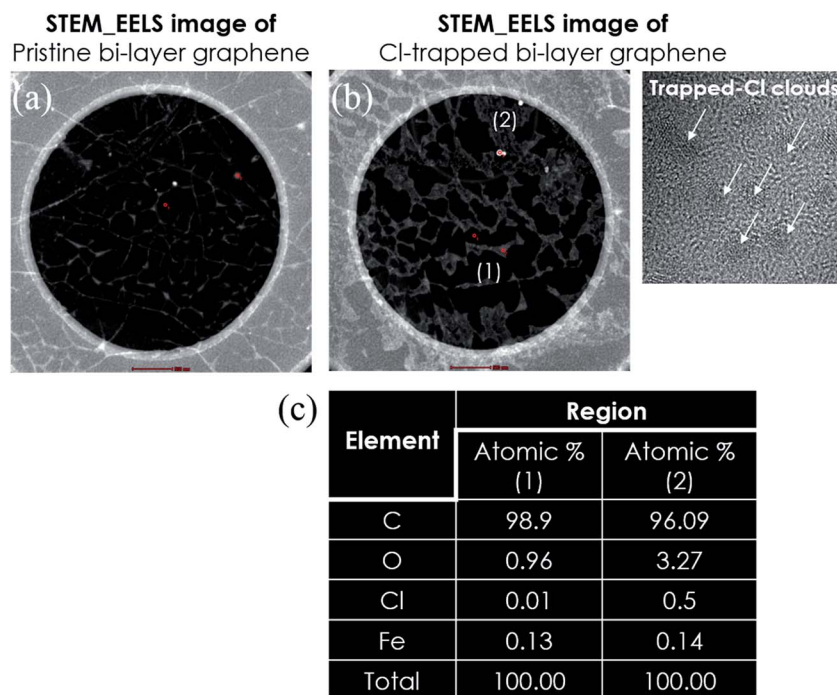 STEM_EELS image of
Pristine bi-layer graphene
STEM_EELS image of
Cl-trapped bi-layer graphene
(a)
(b)
(2)
(1)
Trapped-Cl clouds
(c)
Element
Region
Atomic %
(1)
Atomic %
(2)
C 98.9 96.09
O 0.96 3.27
Cl 0.01 0.5
Fe 0.13 0.14
Total 100.00 100.00